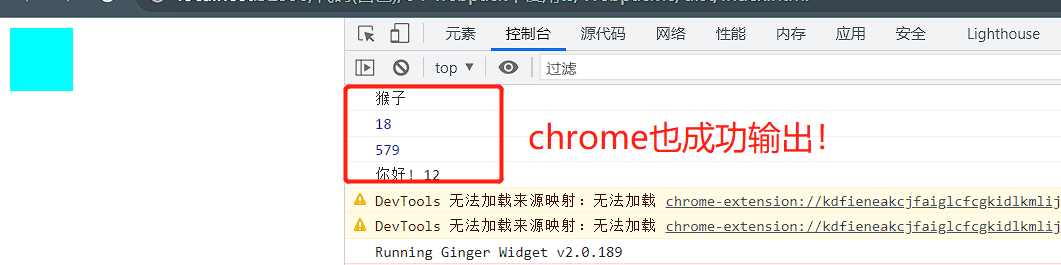 元素 控制台 源代码 网络 性能 内存 应用 安全 Lighthouse
top ▼ 过滤
猴子
18
579
你好！12
chrome也成功输出！
DevTools 无法加载来源映射：无法加载 chrome-extension://kdfieneakcjfaiglcfcgkidlkmlij
DevTools 无法加载来源映射：无法加载 chrome-extension://kdfieneakcjfaiglcfcgkidlkmlij
Running Ginger Widget v2.0.189